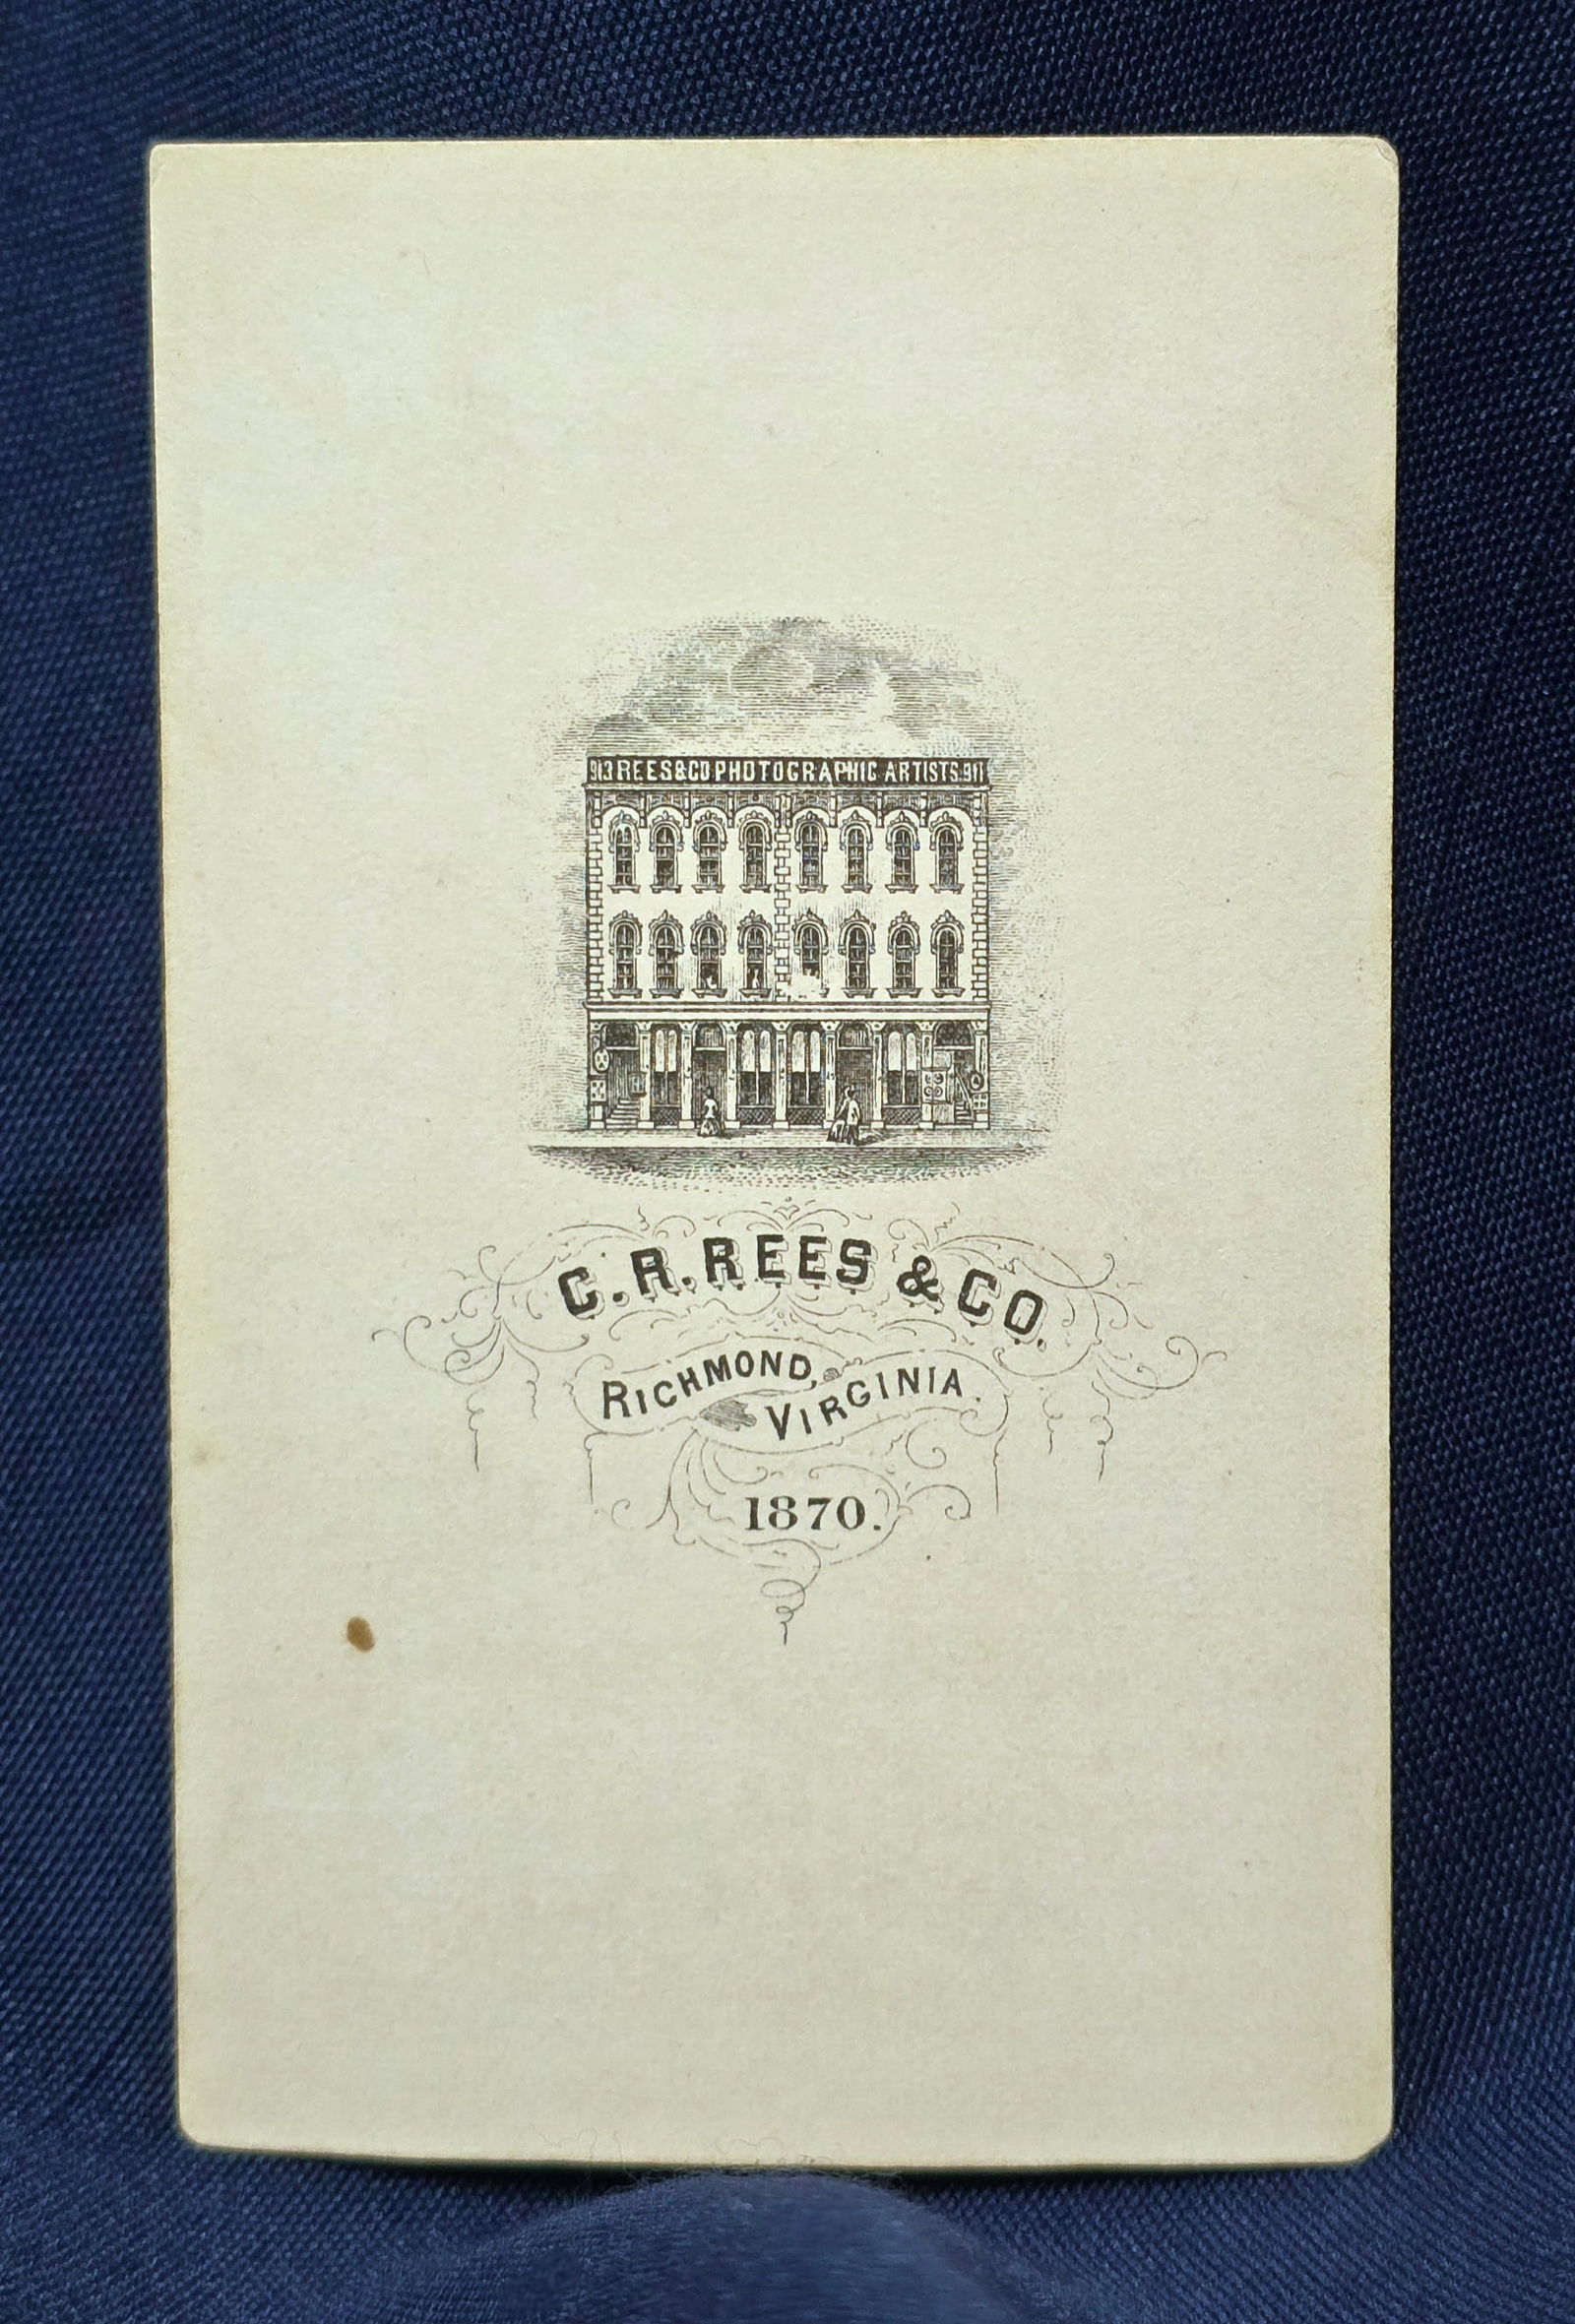 913 REES & CO PHOTOGRAPHIC ARTISTS. 911
C. R. REES & CO.
RICHMOND,
VIRGINIA.
1870.